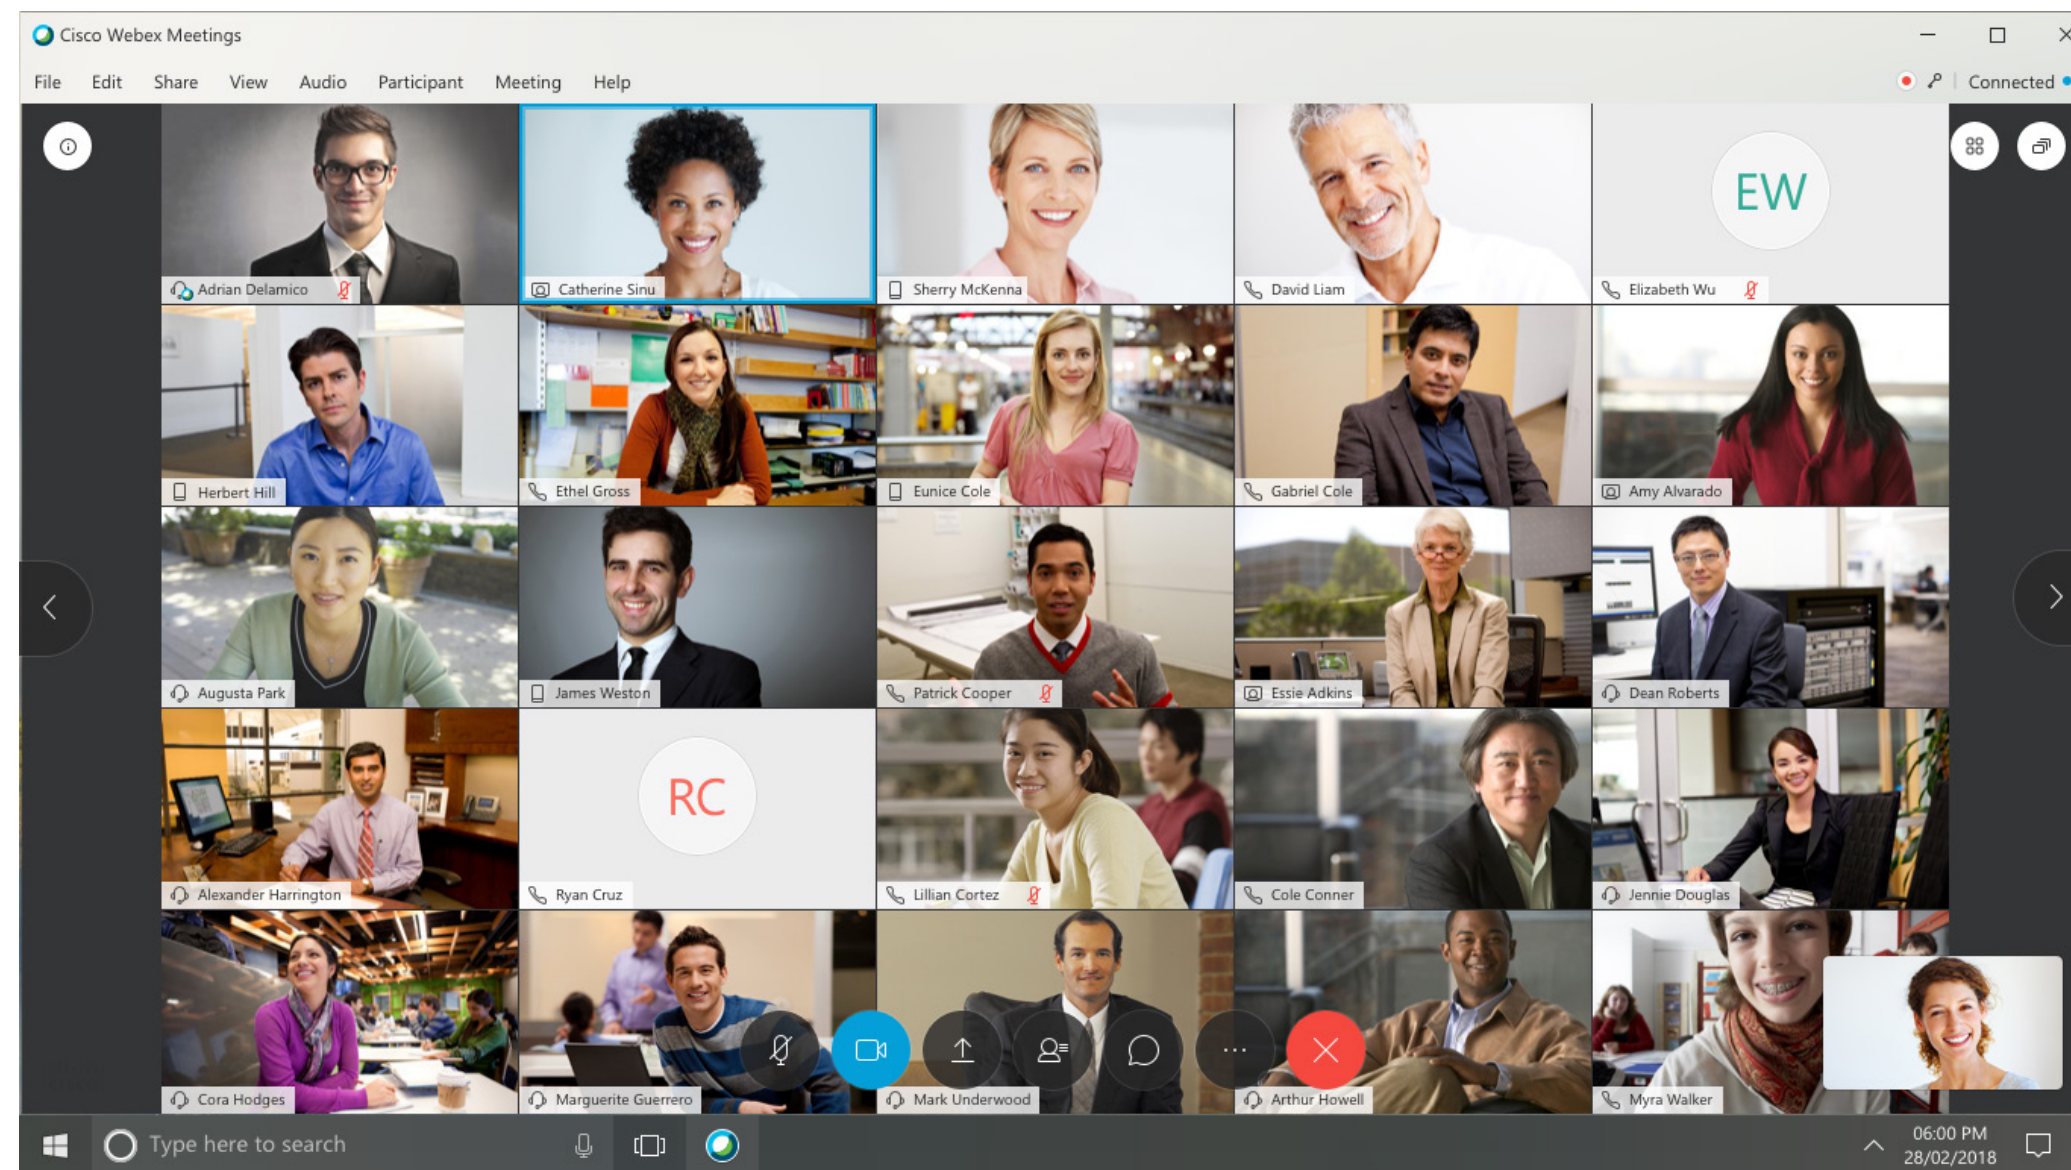 Cisco Webex Meetings
File Edit Share View Audio Participant Meeting Help Connected
EW
Adrian Delamico Catherine Sinu Sherry McKenna David Liam Elizabeth Wu
Herbert Hill Ethel Gross Eunice Cole Gabriel Cole Amy Alvarado
Augusta Park James Weston Patrick Cooper Essie Adkins Dean Roberts
RC
Alexander Harrington Ryan Cruz Lillian Cortez Cole Conner Jennie Douglas
Cora Hodges Marguerite Guerrero Mark Underwood Arthur Howell Myra Walker
Type here to search
06:00 PM
28/02/2018